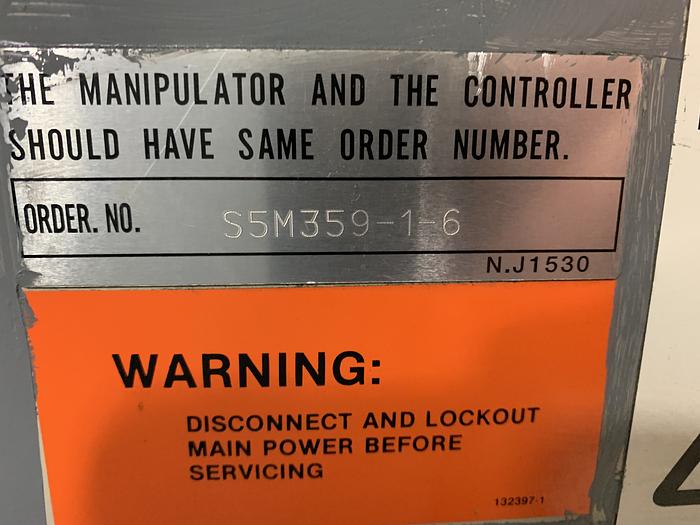 THE MANIPULATOR AND THE CONTROLLER
SHOULD HAVE SAME ORDER NUMBER.
ORDER. NO. S5M359-1-6
N.J1530
WARNING:
DISCONNECT AND LOCKOUT
MAIN POWER BEFORE
SERVICING
132397-1